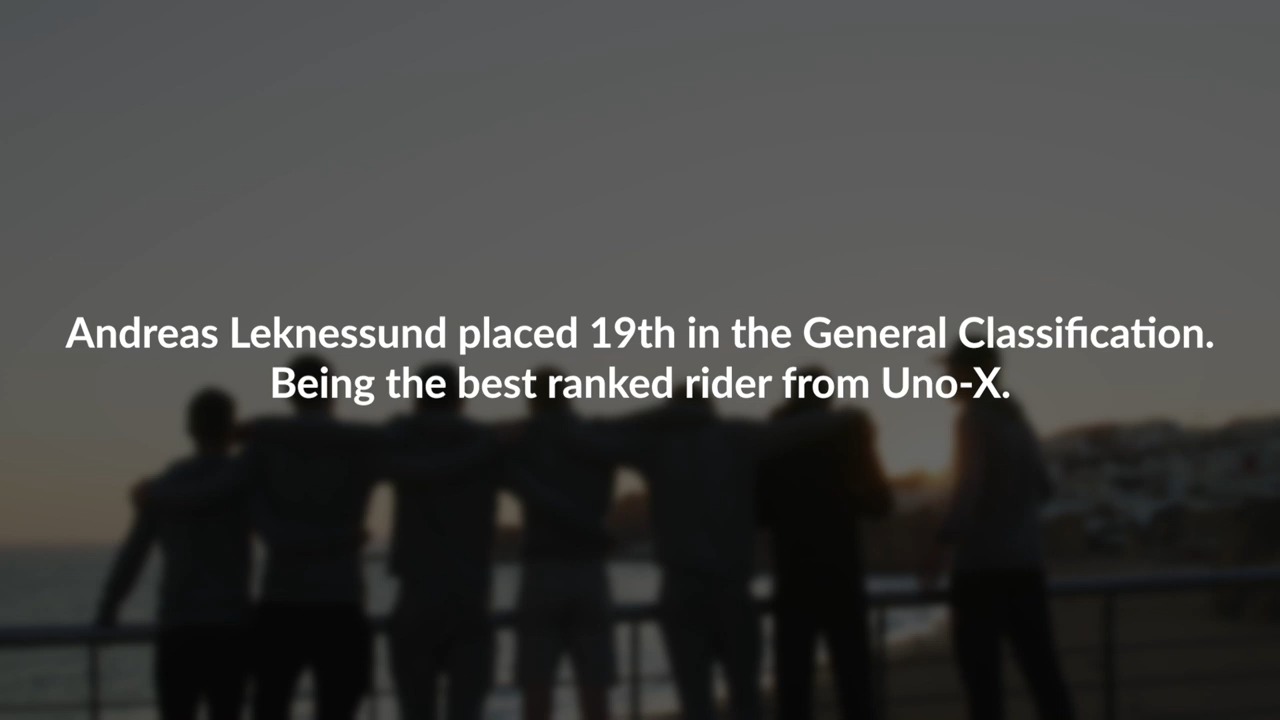 Andreas Leknessund placed 19th in the General Classification.
Being the best ranked rider from Uno-X.